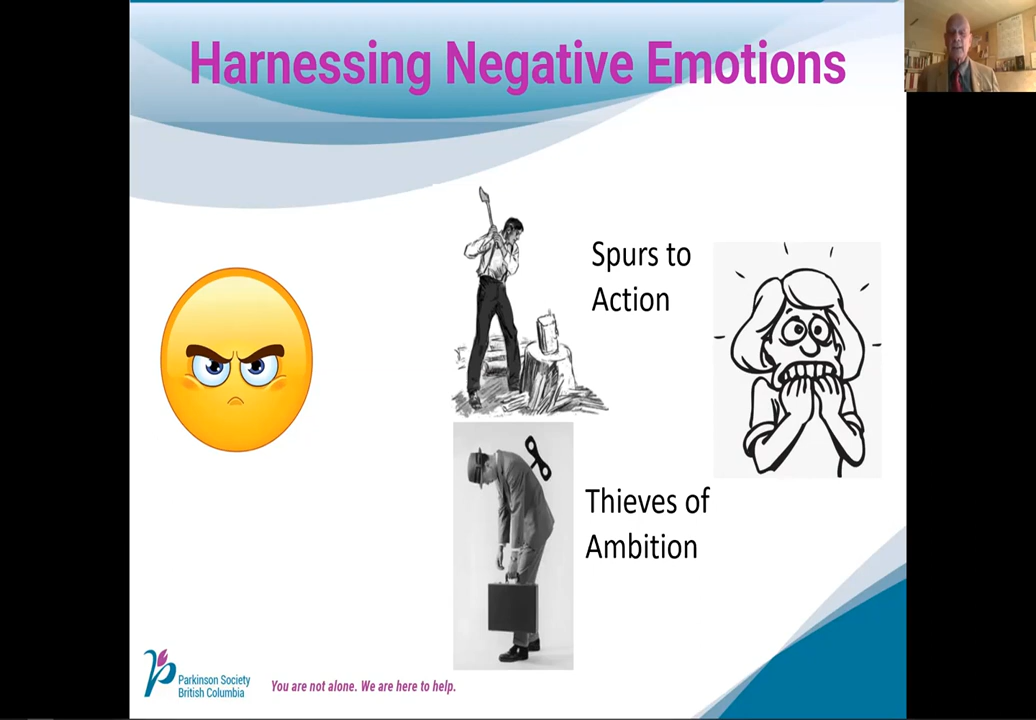 Harnessing Negative Emotions
Spurs to
Action
Thieves of
Ambition
Parkinson Society
British Columbia
You are not alone. We are here to help.